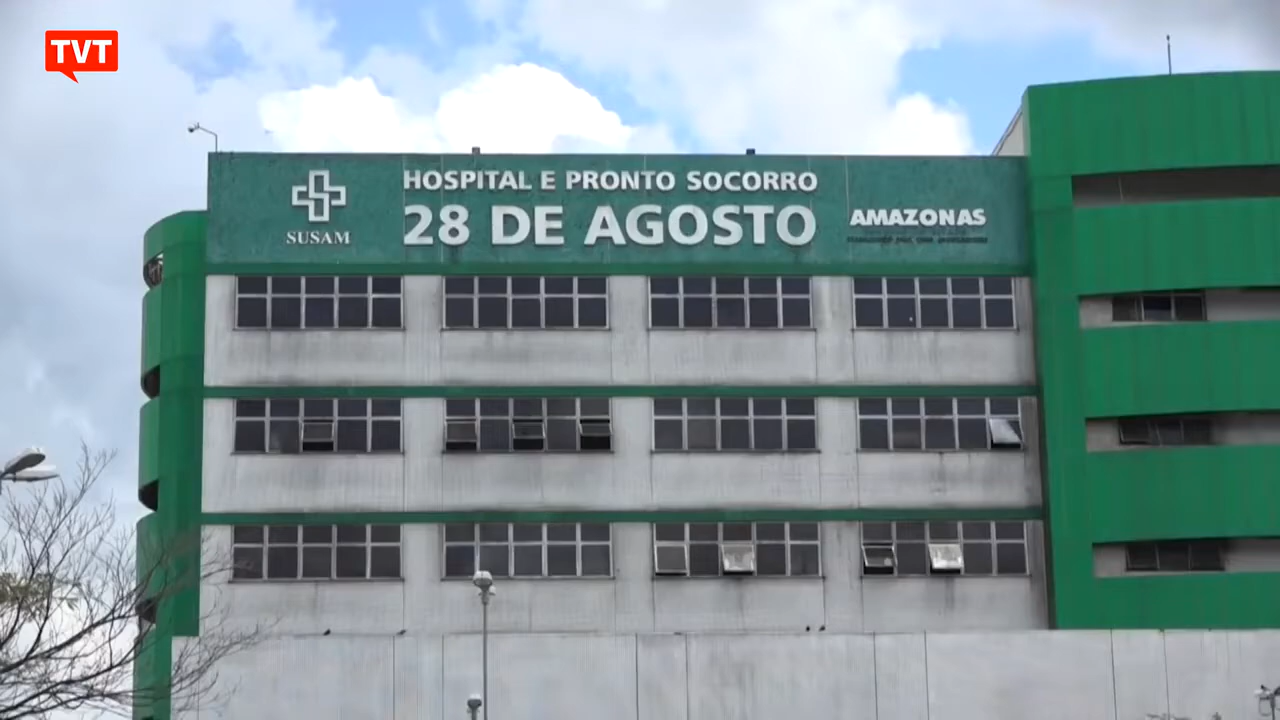 TVT
HOSPITAL E PRONTO SOCORRO
28 DE AGOSTO
SUSAM
AMAZONAS